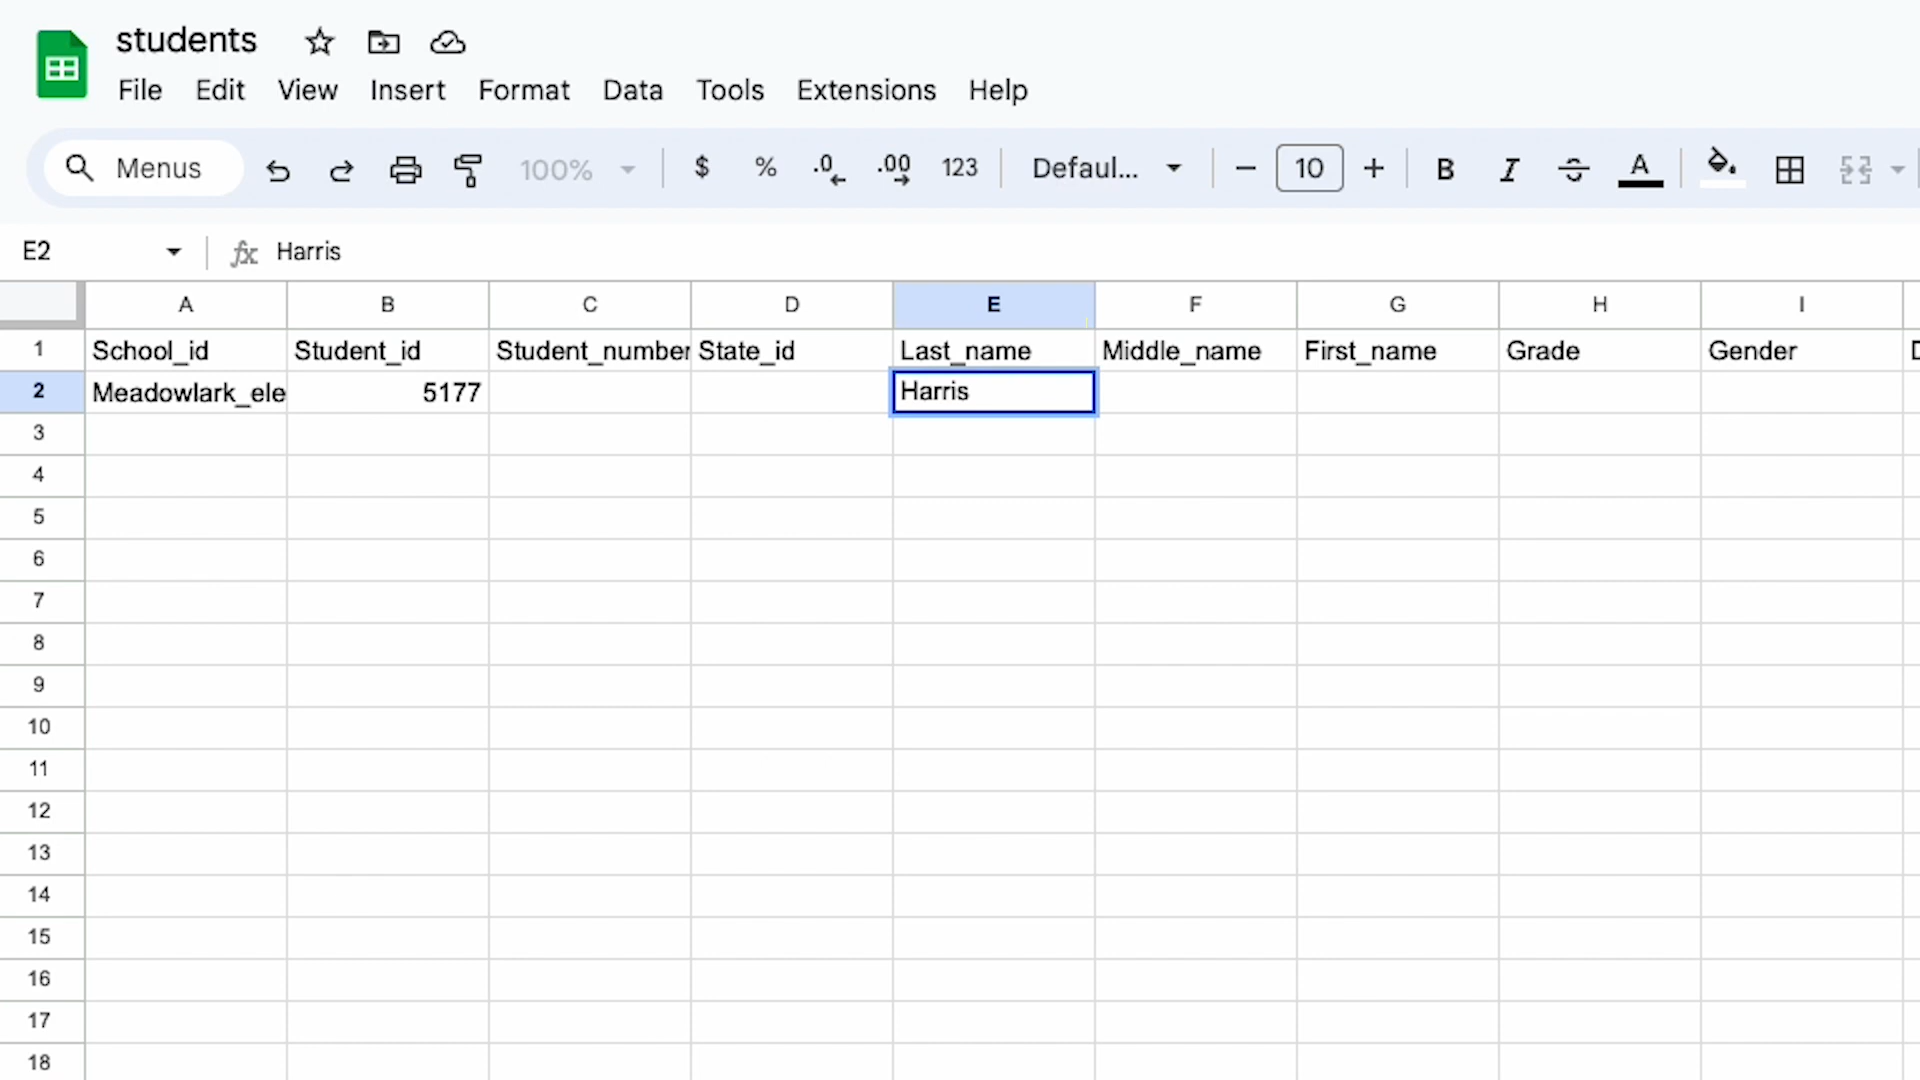 students
File Edit View Insert Format Data Tools Extensions Help
Menus 100% $ % .0 .00 123 Defaul... 10 B I S A
E2 fx Harris
A B C D E F G H I
1 School_id Student_id Student_number State_id Last_name Middle_name First_name Grade Gender
2 Meadowlark_ele 5177 Harris
3
4
5
6
7
8
9
10
11
12
13
14
15
16
17
18